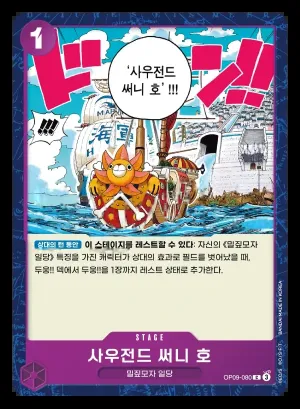 1
ドン!!
'사우전드
써니 호' !!!
!!!
海軍
상대의 턴 동안 이 스테이지를 레스트할 수 있다: 자신의 《밀짚모자
일당》 특징을 가진 캐릭터가 상대의 효과로 필드를 벗어났을 때,
두웅!! 덱에서 두웅!!을 1장까지 레스트 상태로 추가한다.
STAGE
사우전드 써니 호
밀짚모자 일당
OP09-080
3